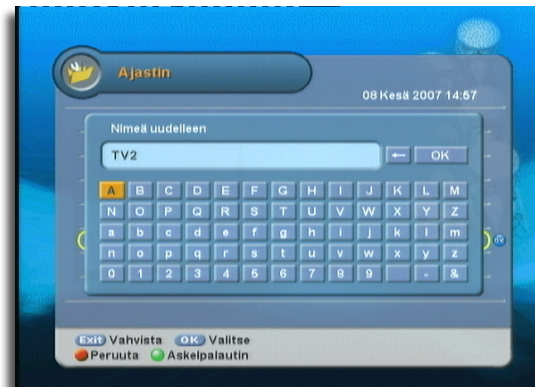 Ajastin
08 Kesä 2007 14:57
Nimeä uudelleen
TV2
← OK
A B C D E F G H I J K L M
N O P Q R S T U V W X Y Z
a b c d e f g h i j k l m
n o p q r s t u v w x y z
0 1 2 3 4 5 6 7 8 9 - &
OK
Exit Vahvista OK Valitse
Peruuta Askelpalautin